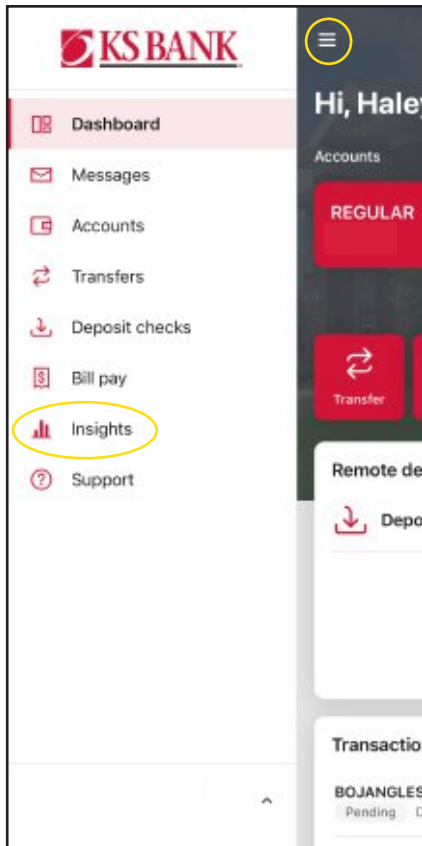 KS BANK
Dashboard
Messages
Accounts
Transfers
Deposit checks
Bill pay
Insights
Support
Hi, Haley
Accounts
REGULAR
Transfer
Remote de
Depo
Transaction
BOJANGLES
Pending